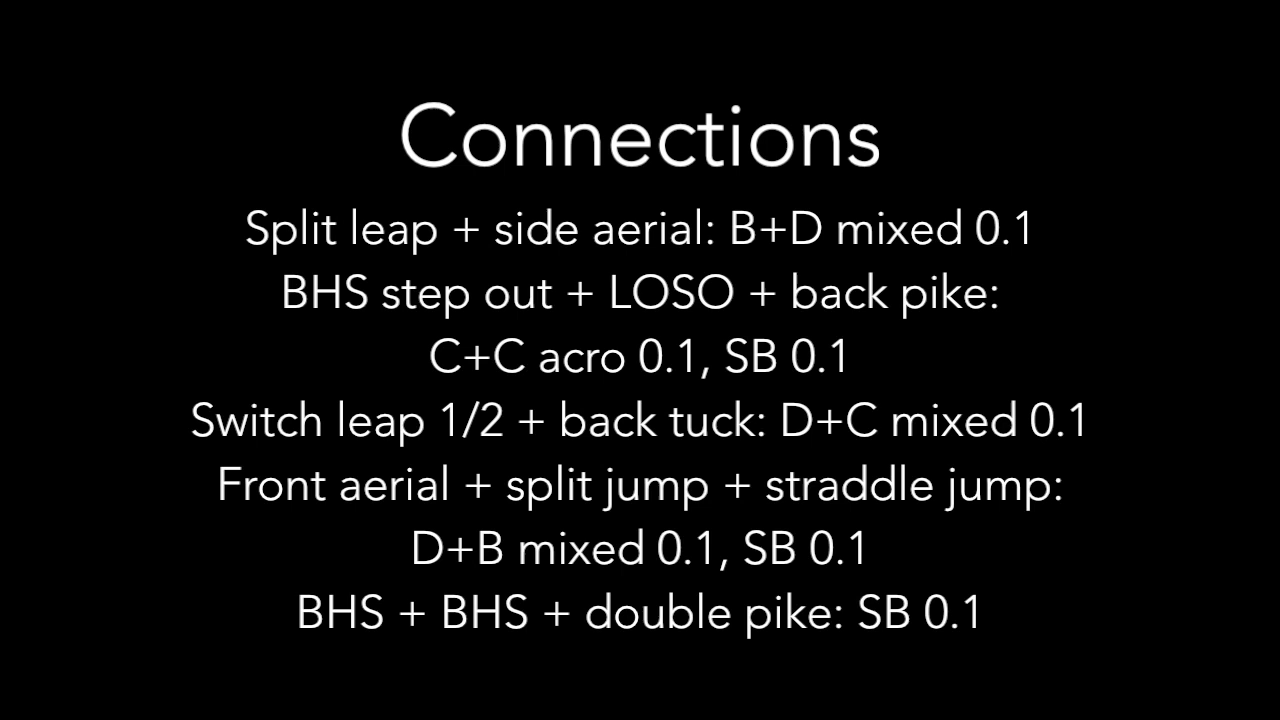 Connections
Split leap + side aerial: B+D mixed 0.1
BHS step out + LOSO + back pike:
C+C acro 0.1, SB 0.1
Switch leap 1/2 + back tuck: D+C mixed 0.1
Front aerial + split jump + straddle jump:
D+B mixed 0.1, SB 0.1
BHS + BHS + double pike: SB 0.1